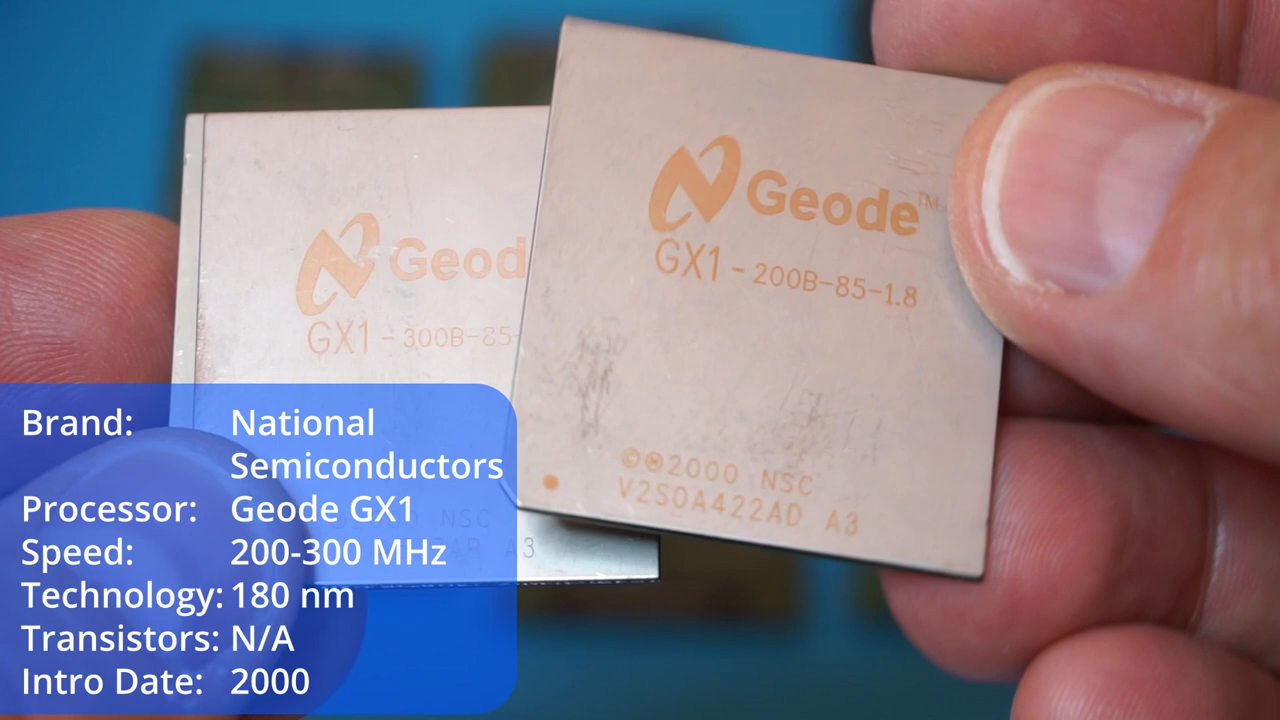 Geode™
GX1-200B-85-1.8
©Ⓜ2000 NSC
V2S0A422AD A3
Geod
GX1-300B-85-
NSC
A3
Brand: National
Semiconductors
Processor: Geode GX1
Speed: 200-300 MHz
Technology: 180 nm
Transistors: N/A
Intro Date: 2000